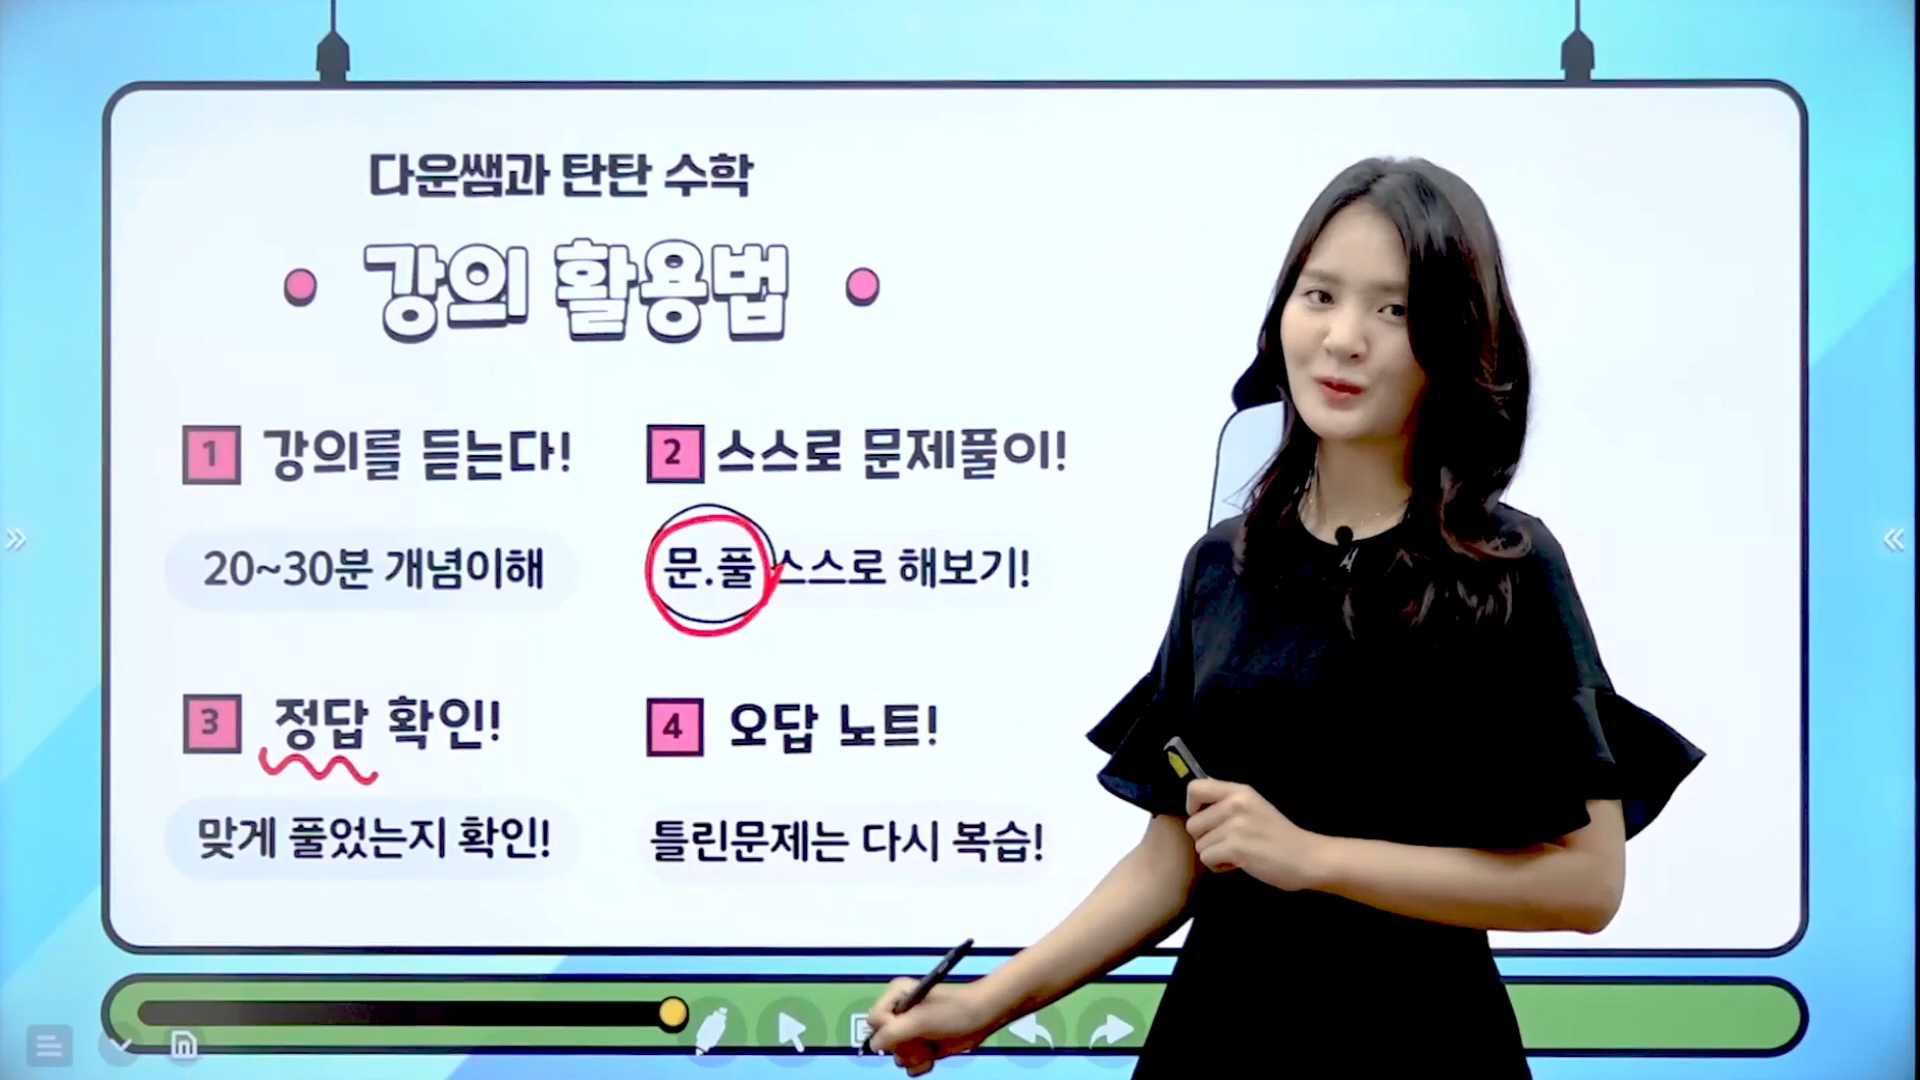 다운쌤과 탄탄 수학
강의 활용법
1 강의를 듣는다!
20~30분 개념이해
2 스스로 문제풀이!
문.풀 스스로 해보기!
3 정답 확인!
맞게 풀었는지 확인!
4 오답 노트!
틀린문제는 다시 복습!